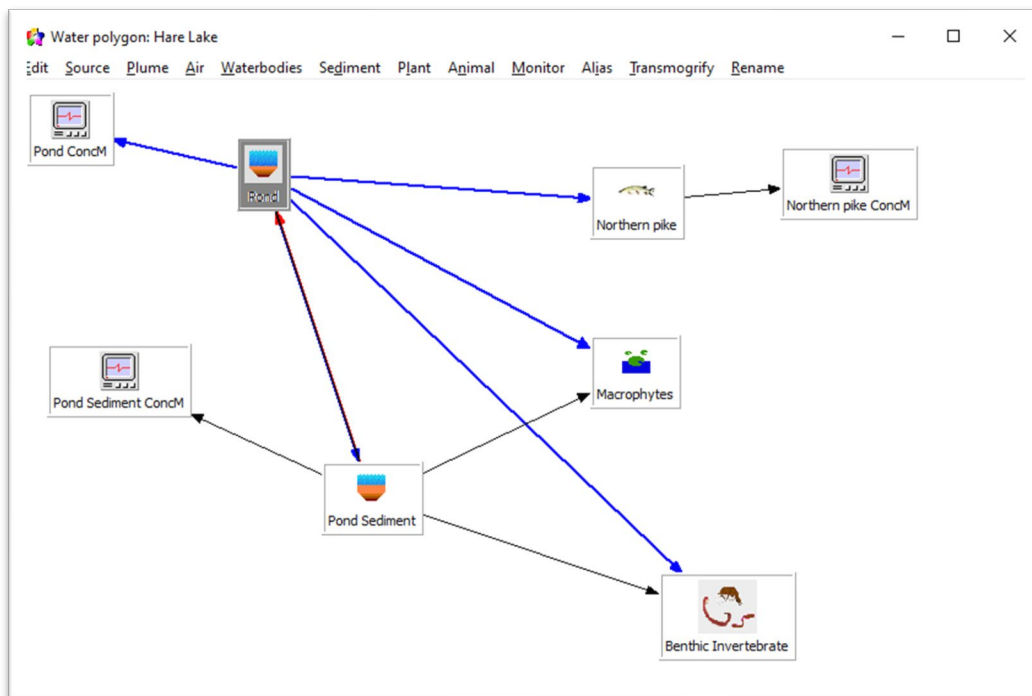 Water polygon: Hare Lake
Edit Source Plume Air Waterbodies Sediment Plant Animal Monitor Alias Transmogrify Rename
Pond ConcM
Pond
Northern pike
Northern pike ConcM
Pond Sediment ConcM
Macrophytes
Pond Sediment
Benthic Invertebrate